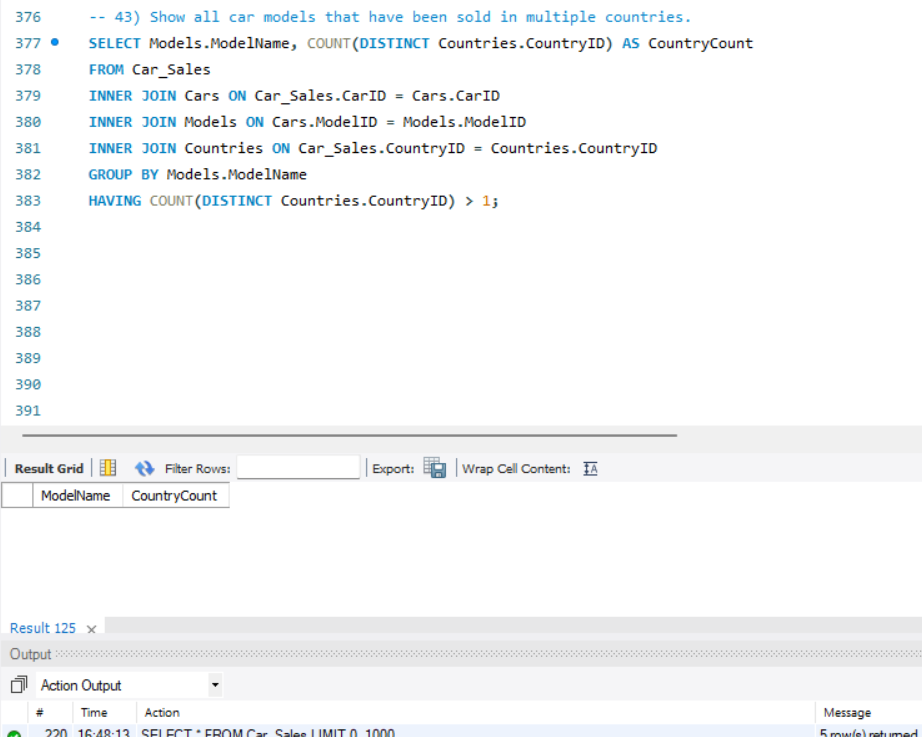 376 -- 43) Show all car models that have been sold in multiple countries.
377 SELECT Models.ModelName, COUNT(DISTINCT Countries.CountryID) AS CountryCount
378 FROM Car_Sales
379 INNER JOIN Cars ON Car_Sales.CarID = Cars.CarID
380 INNER JOIN Models ON Cars.ModelID = Models.ModelID
381 INNER JOIN Countries ON Car_Sales.CountryID = Countries.CountryID
382 GROUP BY Models.ModelName
383 HAVING COUNT(DISTINCT Countries.CountryID) > 1;
384
385
386
387
388
389
390
391
Result Grid Filter Rows: Export: Wrap Cell Content: IA
ModelName CountryCount
Result 125 ×
Output
Action Output
# Time Action Message
220 16:48:13 SELECT * FROM Car_Sales LIMIT 0, 1000 5 row(s) returned